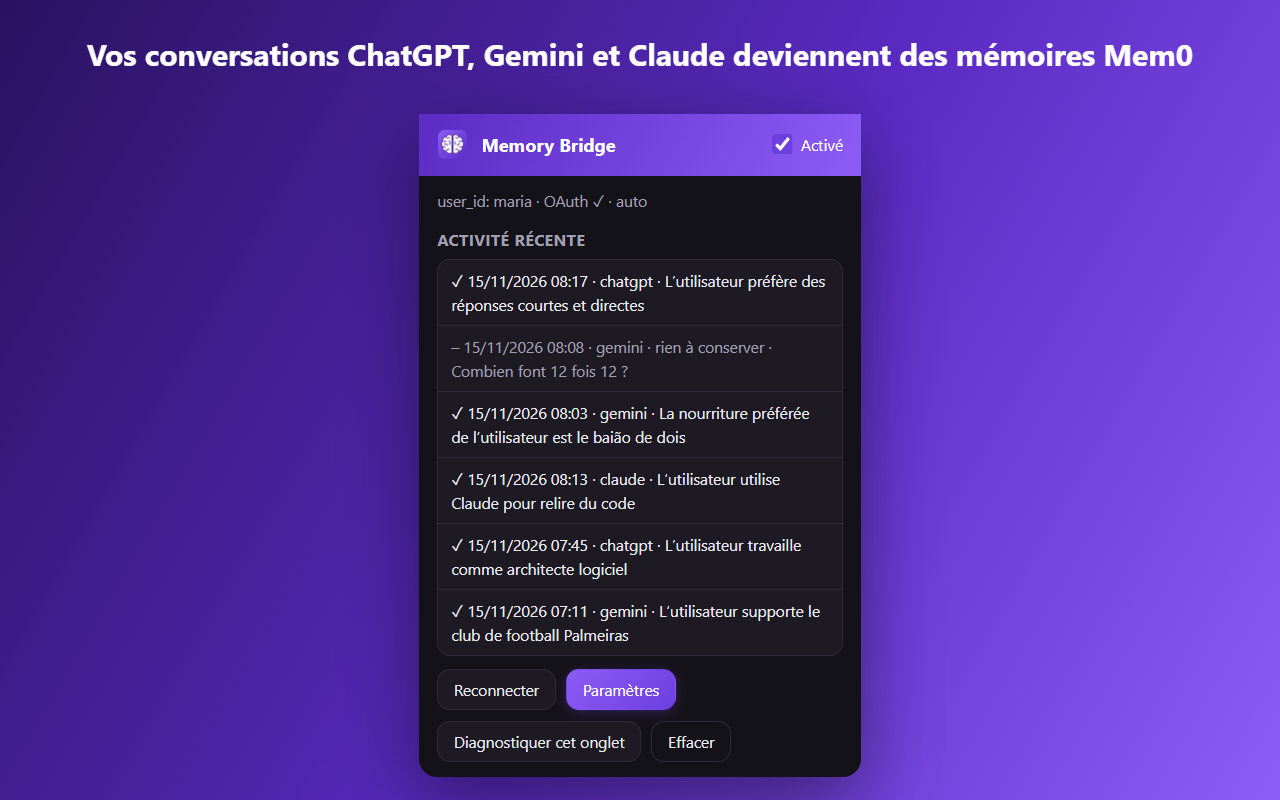 Vos conversations ChatGPT, Gemini et Claude deviennent des mémoires Mem0
Memory Bridge
Activé
user_id: maria · OAuth ✓ · auto
ACTIVITÉ RÉCENTE
✓ 15/11/2026 08:17 · chatgpt · L’utilisateur préfère des
réponses courtes et directes
– 15/11/2026 08:08 · gemini · rien à conserver ·
Combien font 12 fois 12 ?
✓ 15/11/2026 08:03 · gemini · La nourriture préférée
de l’utilisateur est le baião de dois
✓ 15/11/2026 08:13 · claude · L’utilisateur utilise
Claude pour relire du code
✓ 15/11/2026 07:45 · chatgpt · L’utilisateur travaille
comme architecte logiciel
✓ 15/11/2026 07:11 · gemini · L’utilisateur supporte le
club de football Palmeiras
Reconnecter
Paramètres
Diagnostiquer cet onglet
Effacer